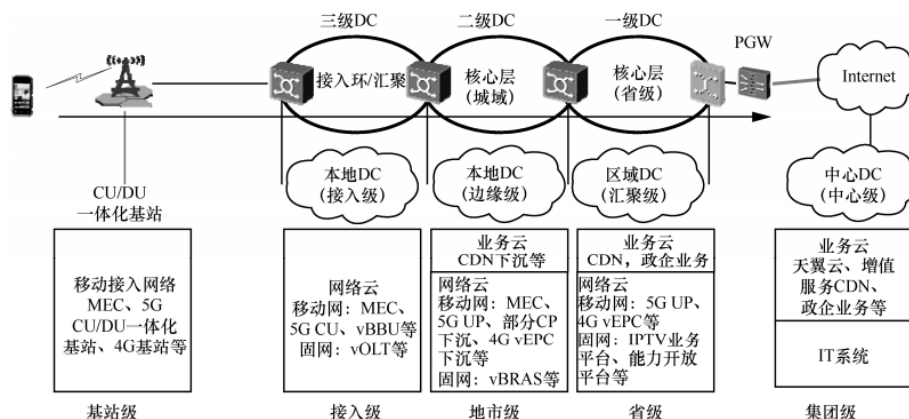 三级DC
二级DC
一级DC
PGW
接入环/汇聚
核心层
(城域)
核心层
(省级)
Internet
CU/DU
一体化基站
本地DC
(接入级)
本地DC
(边缘级)
区域DC
(汇聚级)
中心DC
(中心级)
移动接入网络
MEC、5G
CU/DU一体化
基站、4G基站等
网络云
移动网：MEC、
5G CU、vBBU等
固网：vOLT等
业务云
CDN下沉等
网络云
移动网：MEC、
5G UP、部分CP
下沉、4G vEPC
下沉等
固网：vBRAS等
业务云
CDN，政企业务
网络云
移动网：5G UP、
4G vEPC等
固网：IPTV业务
平台、能力开放
平台等
业务云
天翼云、增值
服务CDN、
政企业务等
IT系统
基站级
接入级
地市级
省级
集团级